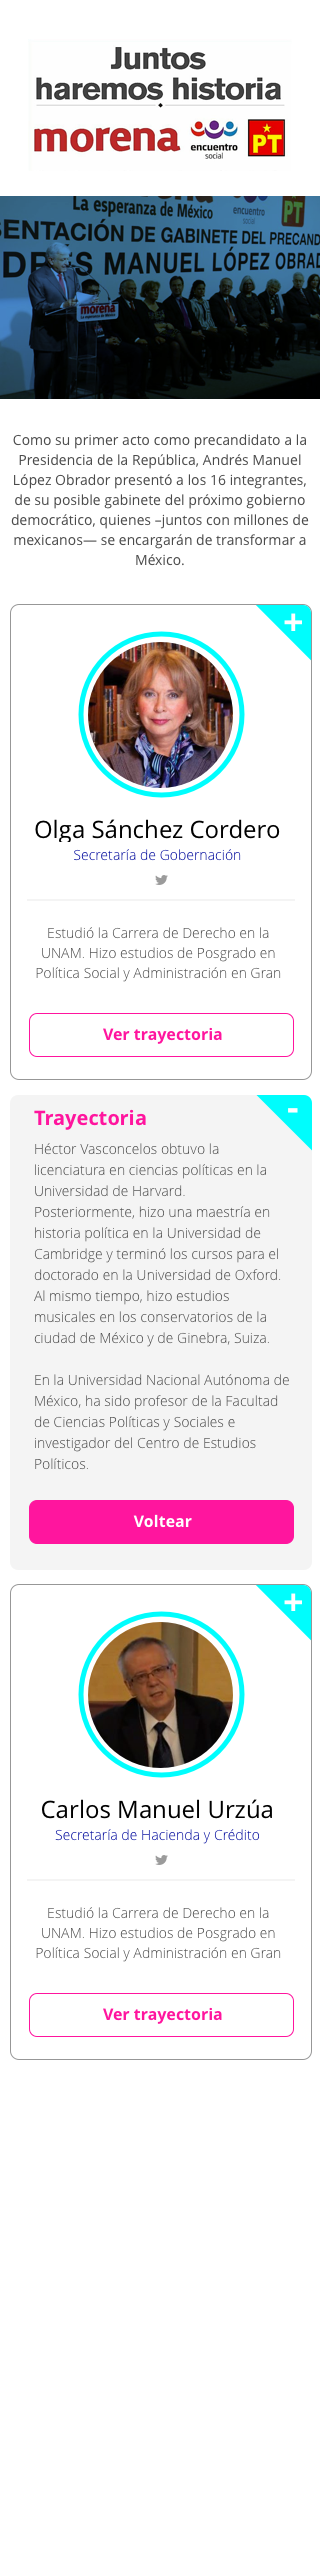 Juntos
haremos historia
morena
encuentro
social
PT
La esperanza de México
encuentro
social
PT
SENTACIÓN DE GABINETE DEL PRECAND
DRÉS MANUEL LÓPEZ OBRAD
morena
La esperanza de México
Como su primer acto como precandidato a la
Presidencia de la República, Andrés Manuel
López Obrador presentó a los 16 integrantes,
de su posible gabinete del próximo gobierno
democrático, quienes –juntos con millones de
mexicanos— se encargarán de transformar a
México.
+
Olga Sánchez Cordero
Secretaría de Gobernación
Estudió la Carrera de Derecho en la
UNAM. Hizo estudios de Posgrado en
Política Social y Administración en Gran
Ver trayectoria
-
Trayectoria
Héctor Vasconcelos obtuvo la
licenciatura en ciencias políticas en la
Universidad de Harvard.
Posteriormente, hizo una maestría en
historia política en la Universidad de
Cambridge y terminó los cursos para el
doctorado en la Universidad de Oxford.
Al mismo tiempo, hizo estudios
musicales en los conservatorios de la
ciudad de México y de Ginebra, Suiza.
En la Universidad Nacional Autónoma de
México, ha sido profesor de la Facultad
de Ciencias Políticas y Sociales e
investigador del Centro de Estudios
Políticos.
Voltear
+
Carlos Manuel Urzúa
Secretaría de Hacienda y Crédito
Estudió la Carrera de Derecho en la
UNAM. Hizo estudios de Posgrado en
Política Social y Administración en Gran
Ver trayectoria